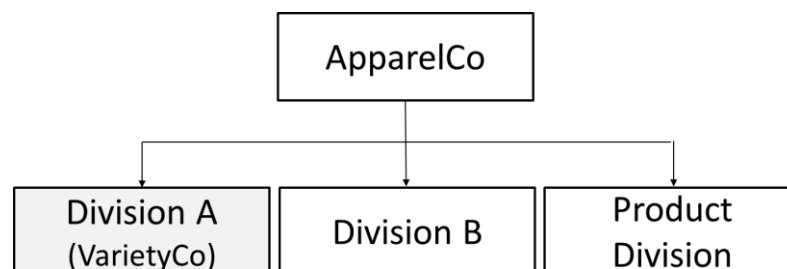 ApparelCo
Division A
(VarietyCo)
Division B
Product
Division